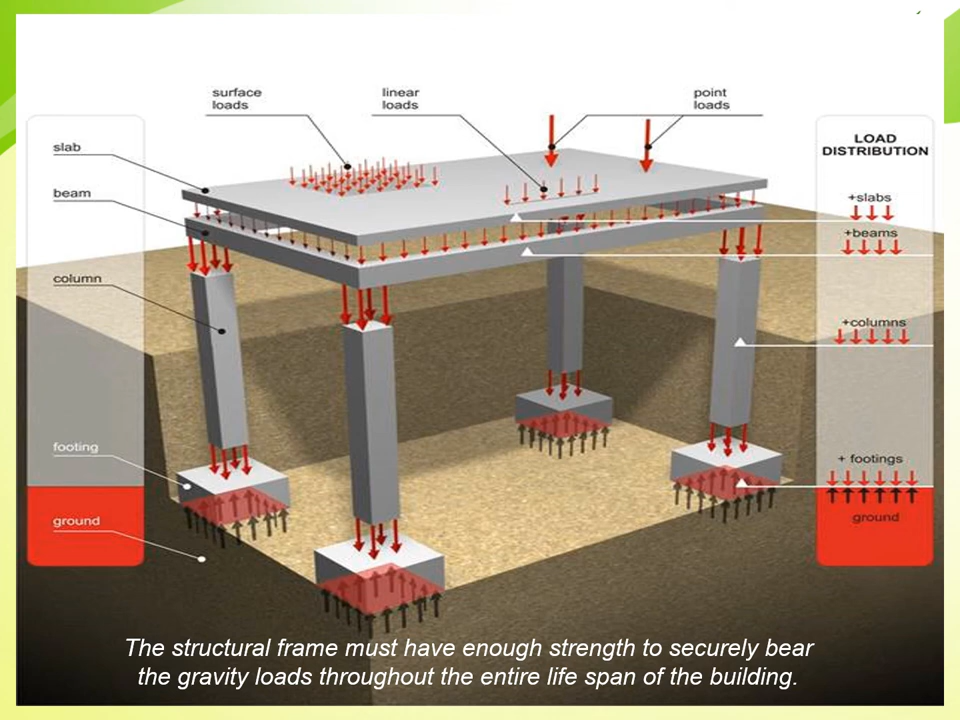 surface
loads
linear
loads
point
loads
slab
beam
column
footing
ground
LOAD
DISTRIBUTION
+slabs
+beams
+columns
+ footings
ground
The structural frame must have enough strength to securely bear
the gravity loads throughout the entire life span of the building.